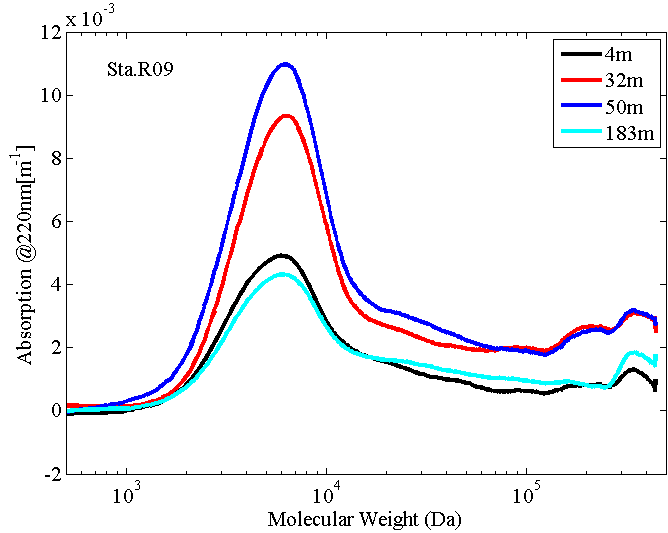 x 10^-3
12
10
8
6
4
2
0
-2
Absorption @220nm[m^-1]
Sta.R09
4m
32m
50m
183m
10^3
10^4
10^5
Molecular Weight (Da)